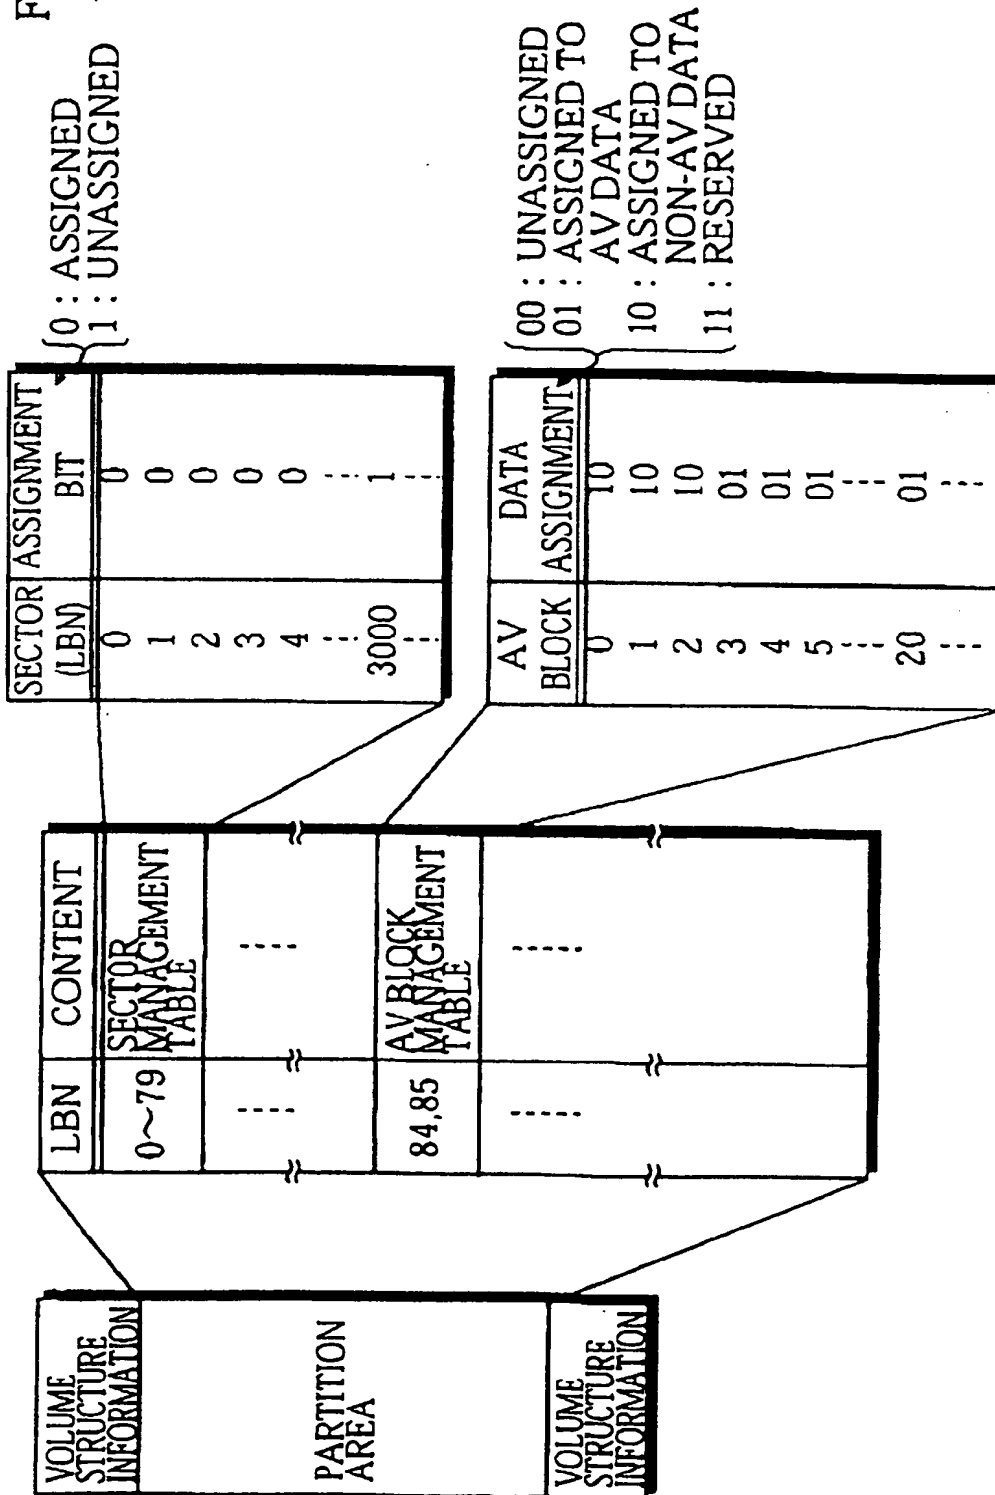 F
VOLUME
STRUCTURE
INFORMATION
PARTITION
AREA
VOLUME
STRUCTURE
INFORMATION
LBN CONTENT
0~79 SECTOR
MANAGEMENT
TABLE
84,85 AV BLOCK
MANAGEMENT
TABLE
SECTOR ASSIGNMENT
(LBN) BIT
0 0
1 0
2 0
3 0
4 0
3000 1
0 : ASSIGNED
1 : UNASSIGNED
AV DATA
BLOCK ASSIGNMENT
0 10
1 10
2 10
3 01
4 01
5 01
20 01
00 : UNASSIGNED
01 : ASSIGNED TO
AV DATA
10 : ASSIGNED TO
NON-AV DATA
11 : RESERVED